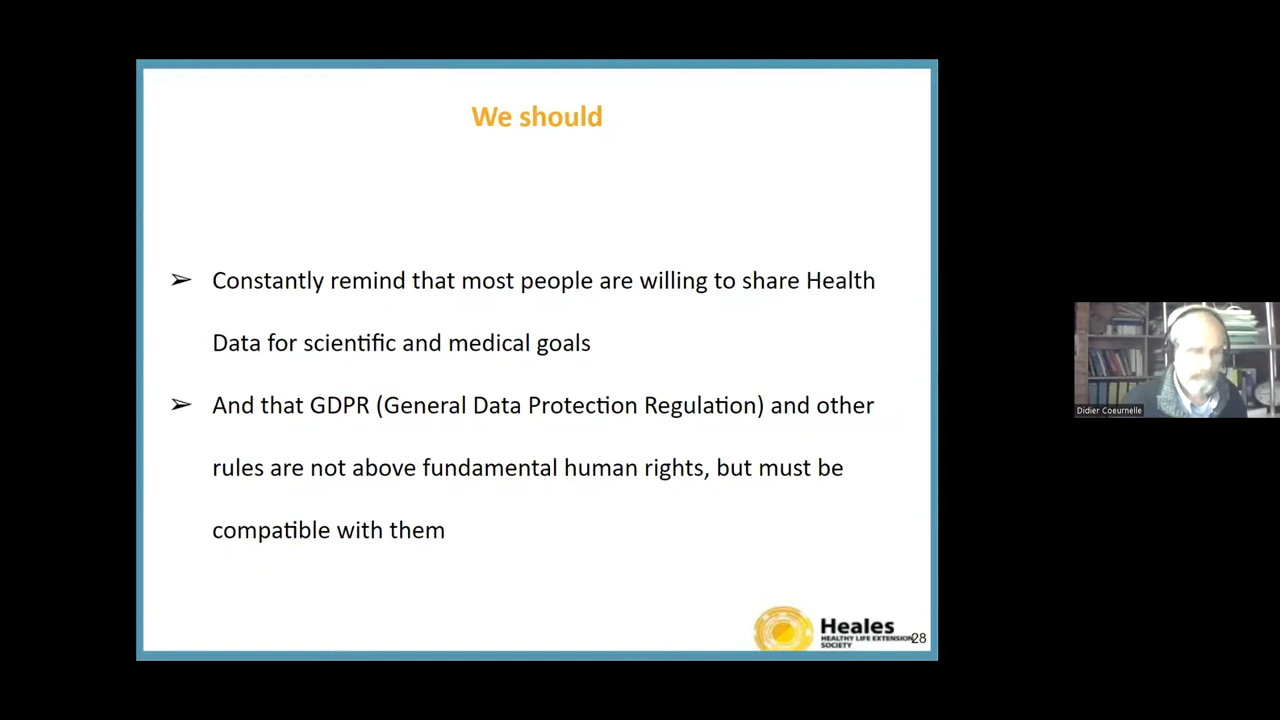 We should
➢ Constantly remind that most people are willing to share Health
Data for scientific and medical goals
➢ And that GDPR (General Data Protection Regulation) and other
rules are not above fundamental human rights, but must be
compatible with them
Heales
HEALTHY LIFE EXTENSION
SOCIETY
28
Didier Coeurnelle